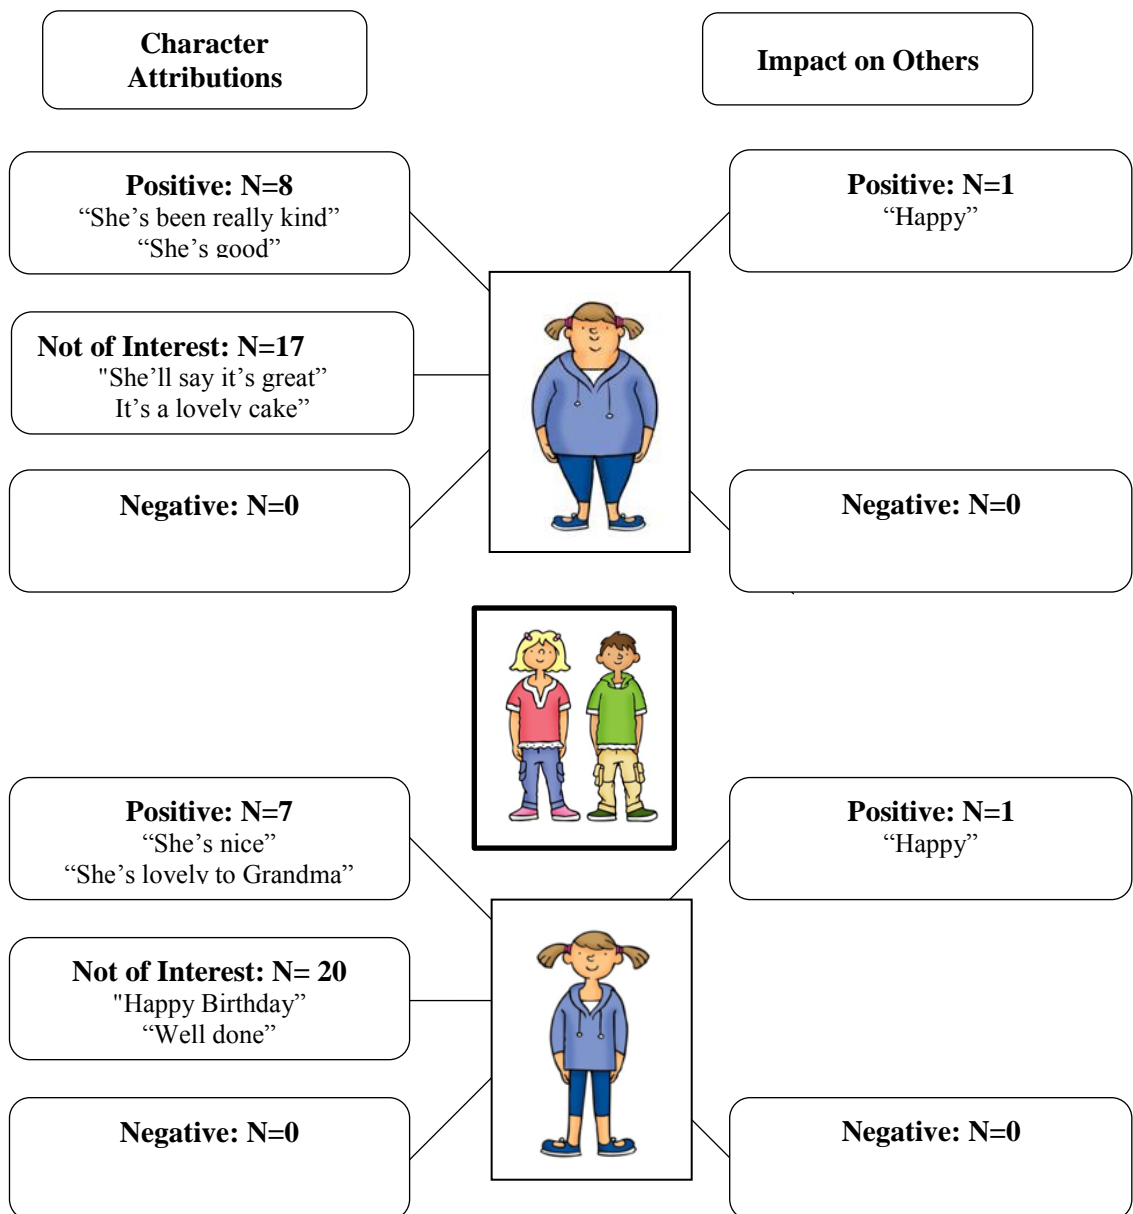 Character
Attributions
Impact on Others
Positive: N=8
“She’s been really kind”
“She’s good”
Positive: N=1
“Happy”
Not of Interest: N=17
"She’ll say it’s great”
It’s a lovely cake”
Negative: N=0
Negative: N=0
Positive: N=7
“She’s nice”
“She’s lovely to Grandma”
Positive: N=1
“Happy”
Not of Interest: N= 20
"Happy Birthday”
“Well done”
Negative: N=0
Negative: N=0